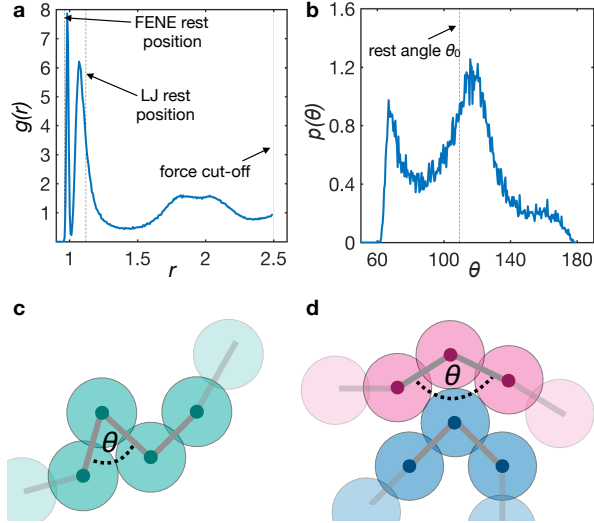 a
8
7
6
5
4
3
2
1
g(r)
FENE rest
position
LJ rest
position
force cut-off
1
1.5
2
2.5
r
b
1.6
1.2
0.8
0.4
0
p(θ)
rest angle θ₀
60
100
140
180
θ
c
θ
d
θ